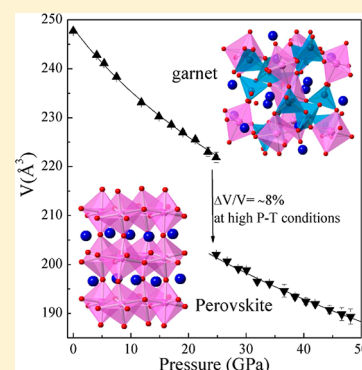 250
240
230
220
210
200
190
V(Å³)
garnet
ΔV/V= ~8%
at high P-T conditions
Perovskite
0 10 20 30 40 50
Pressure (GPa)